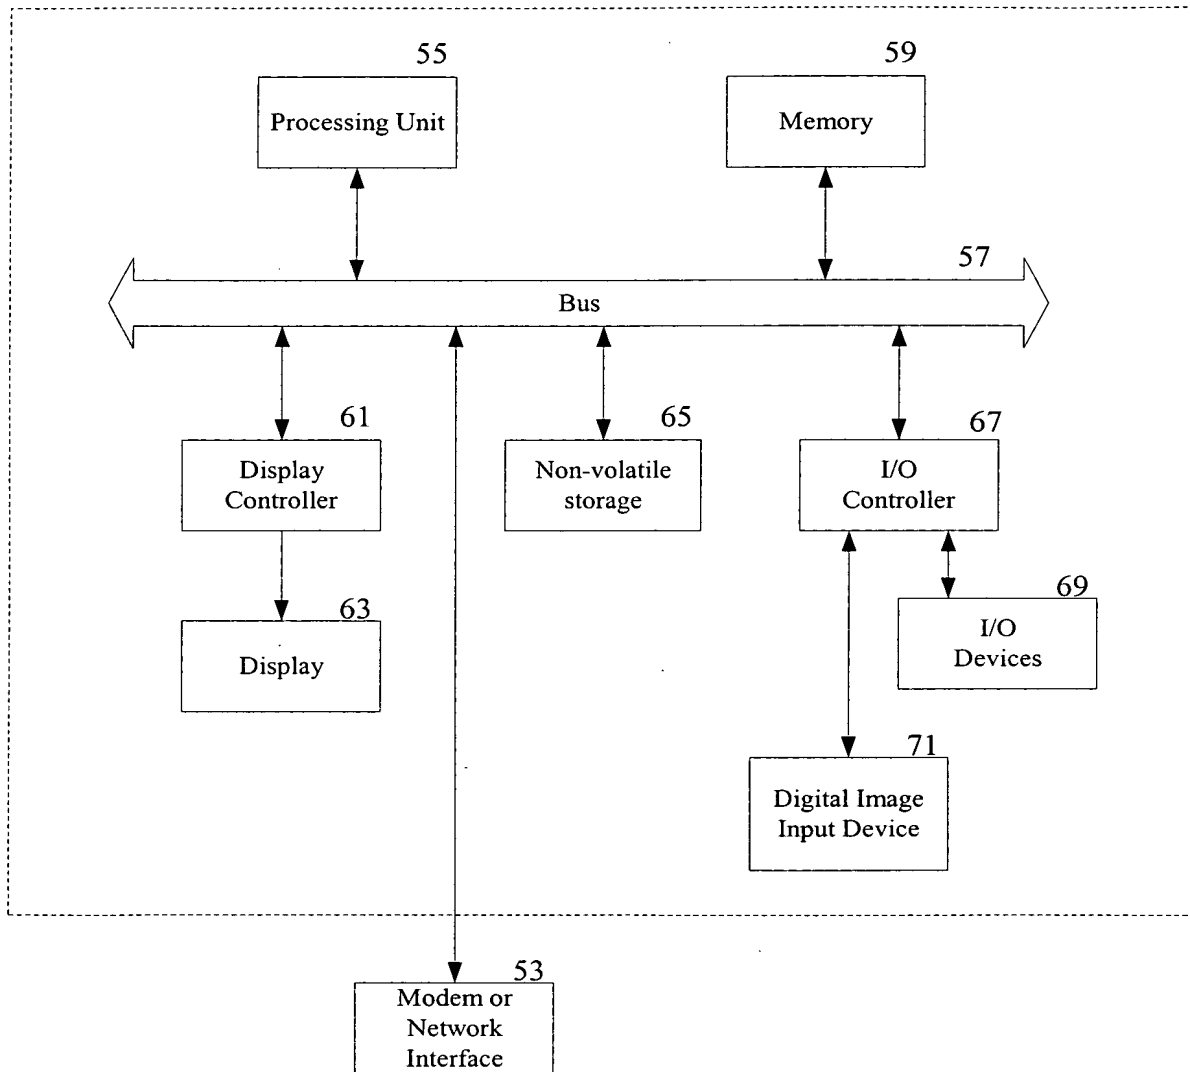 55
Processing Unit
59
Memory
57
Bus
61
Display
Controller
65
Non-volatile
storage
67
I/O
Controller
63
Display
69
I/O
Devices
71
Digital Image
Input Device
53
Modem or
Network
Interface